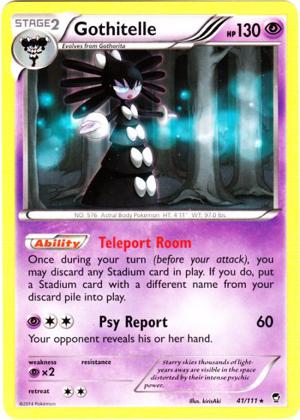 STAGE2
Gothitelle
HP 130
Evolves from Gothorita
NO. 576 Astral Body Pokémon HT. 4'11" WT. 97.0 lbs.
Ability Teleport Room
Once during your turn (before your attack), you
may discard any Stadium card in play. If you do, put
a Stadium card with a different name from your
discard pile into play.
Psy Report 60
Your opponent reveals his or her hand.
weakness
×2
resistance
retreat
Starry skies thousands of light-
years away are visible in the space
distorted by their intense psychic
power.
©2014 Pokémon
Illus. kirisAki
41/111 ★